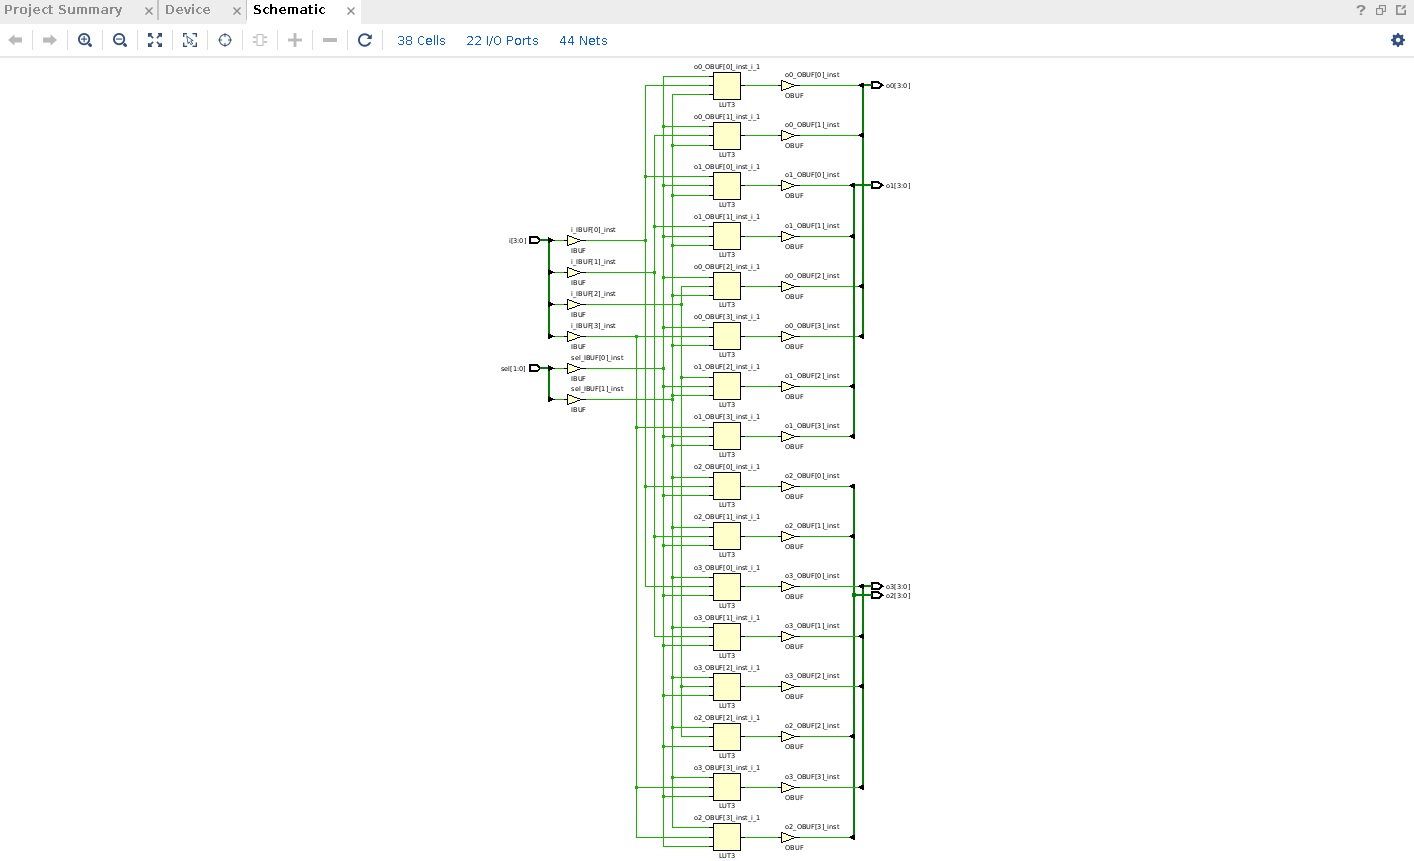 Project Summary
Device
Schematic
38 Cells
22 I/O Ports
44 Nets
o0_OBUF[0]_inst_i_1
LUT3
o0_OBUF[0]_inst
OBUF
o0[3:0]
o0_OBUF[1]_inst_i_1
LUT3
o0_OBUF[1]_inst
OBUF
o1_OBUF[0]_inst_i_1
LUT3
o1_OBUF[0]_inst
OBUF
o1[3:0]
o1_OBUF[1]_inst_i_1
LUT3
o1_OBUF[1]_inst
OBUF
i[3:0]
i_IBUF[0]_inst
IBUF
i_IBUF[1]_inst
IBUF
i_IBUF[2]_inst
IBUF
i_IBUF[3]_inst
IBUF
sel[1:0]
sel_IBUF[0]_inst
IBUF
sel_IBUF[1]_inst
IBUF
o0_OBUF[2]_inst_i_1
LUT3
o0_OBUF[2]_inst
OBUF
o0_OBUF[3]_inst_i_1
LUT3
o0_OBUF[3]_inst
OBUF
o1_OBUF[2]_inst_i_1
LUT3
o1_OBUF[2]_inst
OBUF
o1_OBUF[3]_inst_i_1
LUT3
o1_OBUF[3]_inst
OBUF
o2_OBUF[0]_inst_i_1
LUT3
o2_OBUF[0]_inst
OBUF
o2_OBUF[1]_inst_i_1
LUT3
o2_OBUF[1]_inst
OBUF
o3_OBUF[0]_inst_i_1
LUT3
o3_OBUF[0]_inst
OBUF
o3[3:0]
o2[3:0]
o3_OBUF[1]_inst_i_1
LUT3
o3_OBUF[1]_inst
OBUF
o3_OBUF[2]_inst_i_1
LUT3
o3_OBUF[2]_inst
OBUF
o2_OBUF[2]_inst_i_1
LUT3
o2_OBUF[2]_inst
OBUF
o3_OBUF[3]_inst_i_1
LUT3
o3_OBUF[3]_inst
OBUF
o2_OBUF[3]_inst_i_1
LUT3
o2_OBUF[3]_inst
OBUF